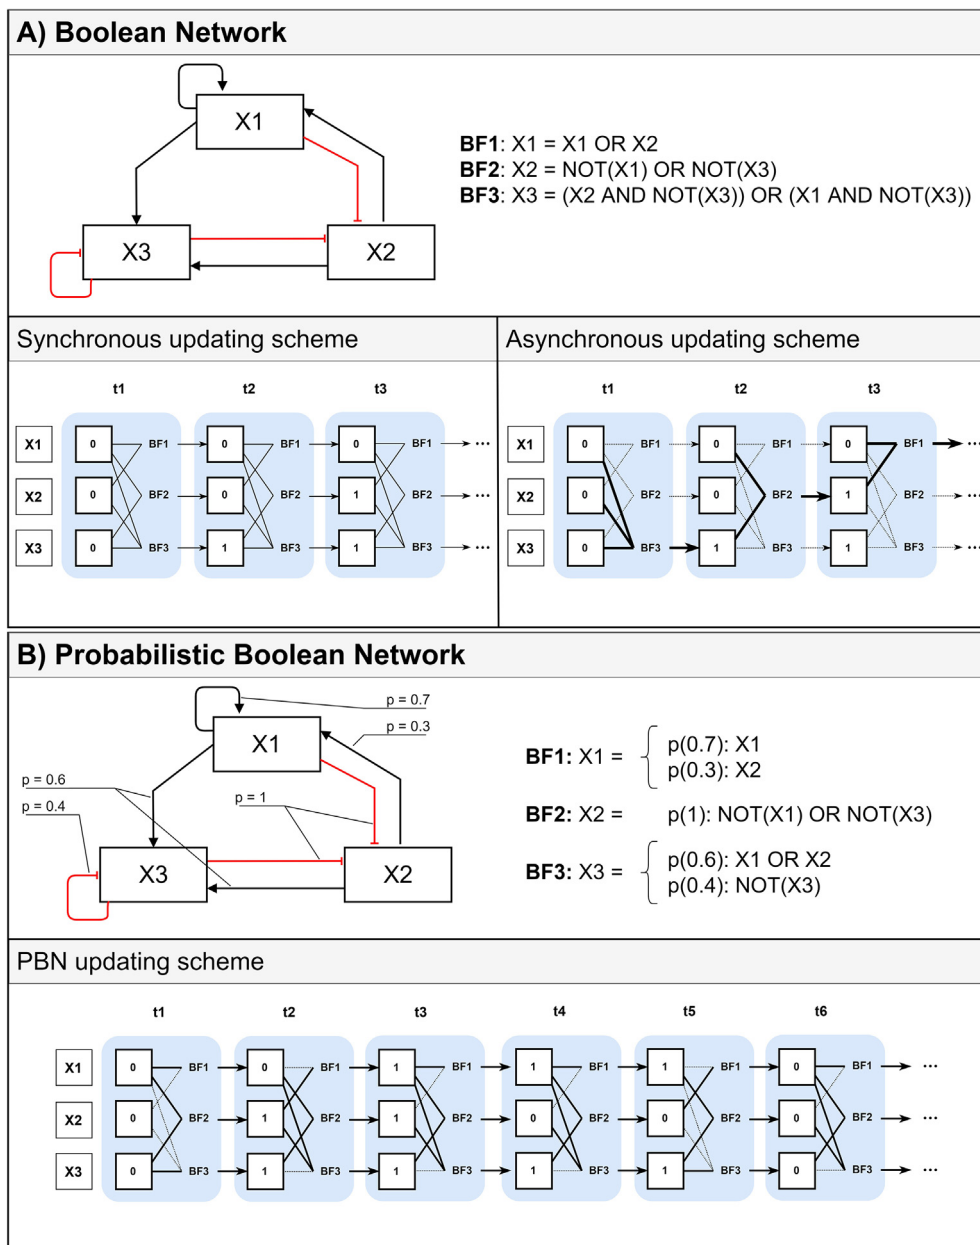 A) Boolean Network
X1
X3
X2
BF1: X1 = X1 OR X2
BF2: X2 = NOT(X1) OR NOT(X3)
BF3: X3 = (X2 AND NOT(X3)) OR (X1 AND NOT(X3))
Synchronous updating scheme
t1 t2 t3
X1 0 BF1 0 BF1 0 BF1 ...
X2 0 BF2 0 BF2 1 BF2 ...
X3 0 BF3 1 BF3 1 BF3 ...
Asynchronous updating scheme
t1 t2 t3
X1 0 BF1 0 BF1 0 BF1 ...
X2 0 BF2 0 BF2 1 BF2 ...
X3 0 BF3 1 BF3 1 BF3 ...
B) Probabilistic Boolean Network
p = 0.7
p = 0.3
X1
p = 0.6
p = 0.4
p = 1
X3
X2
BF1: X1 =
p(0.7): X1
p(0.3): X2
BF2: X2 = p(1): NOT(X1) OR NOT(X3)
BF3: X3 =
p(0.6): X1 OR X2
p(0.4): NOT(X3)
PBN updating scheme
t1 t2 t3 t4 t5 t6
X1 0 BF1 0 BF1 1 BF1 1 BF1 1 BF1 0 BF1 ...
X2 0 BF2 1 BF2 1 BF2 0 BF2 0 BF2 0 BF2 ...
X3 0 BF3 1 BF3 1 BF3 1 BF3 1 BF3 0 BF3 ...